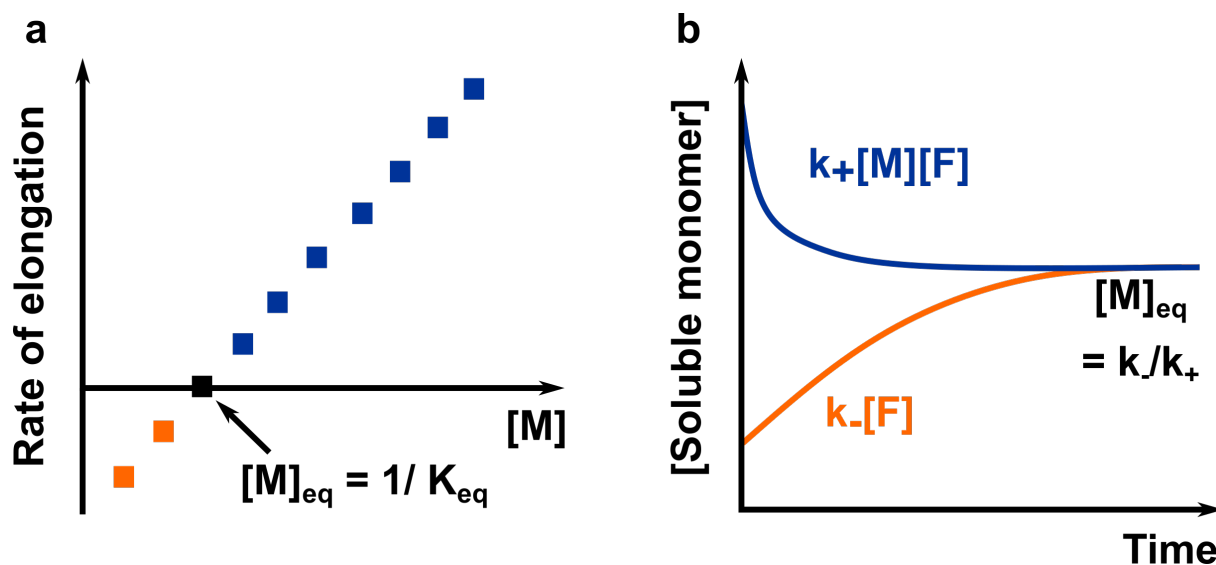 a
Rate of elongation
[M]
[M]eq = 1/ Keq
b
[Soluble monomer]
k+[M][F]
k-[F]
[M]eq
= k-/k+
Time